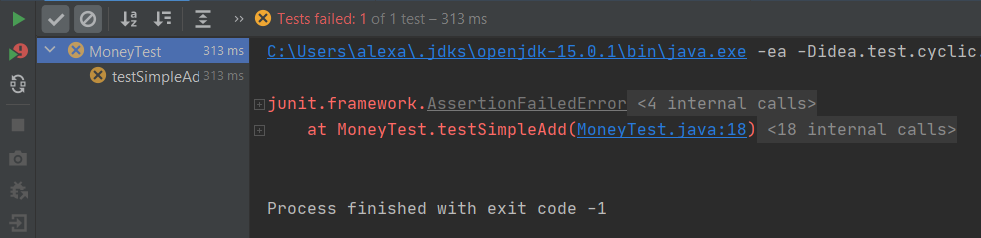 Tests failed: 1 of 1 test – 313 ms
MoneyTest 313 ms
testSimpleAd 313 ms
C:\Users\alexa\.jdks\openjdk-15.0.1\bin\java.exe -ea -Didea.test.cyclic.
junit.framework.AssertionFailedError <4 internal calls>
at MoneyTest.testSimpleAdd(MoneyTest.java:18) <18 internal calls>
Process finished with exit code -1